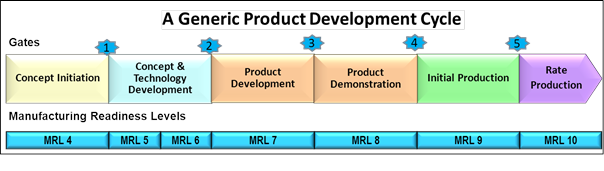 A Generic Product Development Cycle
Gates
1 2 3 4 5
Concept Initiation
Concept &
Technology
Development
Product
Development
Product
Demonstration
Initial Production
Rate
Production
Manufacturing Readiness Levels
MRL 4 MRL 5 MRL 6 MRL 7 MRL 8 MRL 9 MRL 10